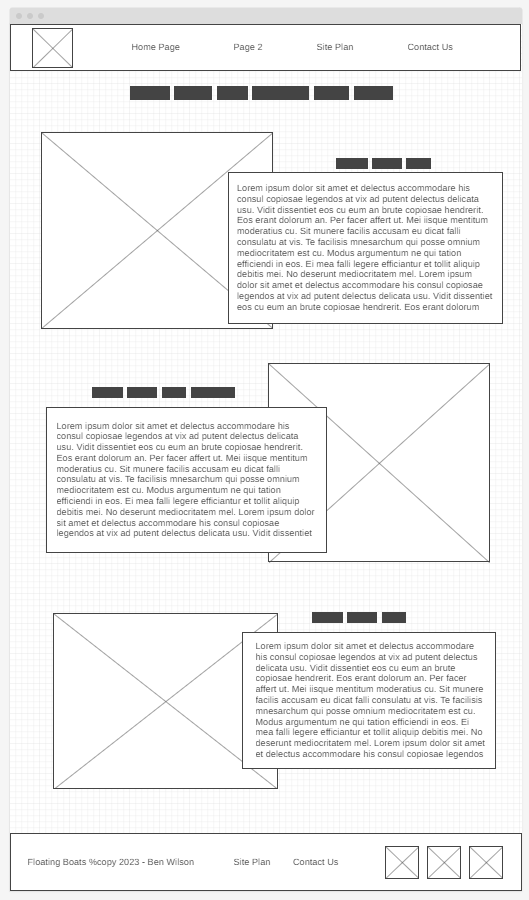 Home Page
Page 2
Site Plan
Contact Us
Lorem ipsum dolor sit amet et delectus accommodare his
consul copiosae legendos at vix ad putent delectus delicata
usu. Vidit dissentiet eos cu eum an brute copiosae hendrerit.
Eos erant dolorum an. Per facer affert ut. Mei iisque mentitum
moderatius cu. Sit munere facilis accusam eu dicat falli
consulatu at vis. Te facilisis mnesarchum qui posse omnium
mediocritatem est cu. Modus argumentum ne qui tation
efficiendi in eos. Ei mea falli legere efficiantur et tollit aliquip
debitis mei. No deserunt mediocritatem mel. Lorem ipsum
dolor sit amet et delectus accommodare his consul copiosae
legendos at vix ad putent delectus delicata usu. Vidit dissentiet
eos cu eum an brute copiosae hendrerit. Eos erant dolorum
Lorem ipsum dolor sit amet et delectus accommodare his
consul copiosae legendos at vix ad putent delectus delicata
usu. Vidit dissentiet eos cu eum an brute copiosae hendrerit.
Eos erant dolorum an. Per facer affert ut. Mei iisque mentitum
moderatius cu. Sit munere facilis accusam eu dicat falli
consulatu at vis. Te facilisis mnesarchum qui posse omnium
mediocritatem est cu. Modus argumentum ne qui tation
efficiendi in eos. Ei mea falli legere efficiantur et tollit aliquip
debitis mei. No deserunt mediocritatem mel. Lorem ipsum dolor
sit amet et delectus accommodare his consul copiosae
legendos at vix ad putent delectus delicata usu. Vidit dissentiet
Lorem ipsum dolor sit amet et delectus accommodare
his consul copiosae legendos at vix ad putent delectus
delicata usu. Vidit dissentiet eos cu eum an brute
copiosae hendrerit. Eos erant dolorum an. Per facer
affert ut. Mei iisque mentitum moderatius cu. Sit munere
facilis accusam eu dicat falli consulatu at vis. Te facilisis
mnesarchum qui posse omnium mediocritatem est cu.
Modus argumentum ne qui tation efficiendi in eos. Ei
mea falli legere efficiantur et tollit aliquip debitis mei. No
deserunt mediocritatem mel. Lorem ipsum dolor sit amet
et delectus accommodare his consul copiosae legendos
Floating Boats %copy 2023 - Ben Wilson
Site Plan
Contact Us